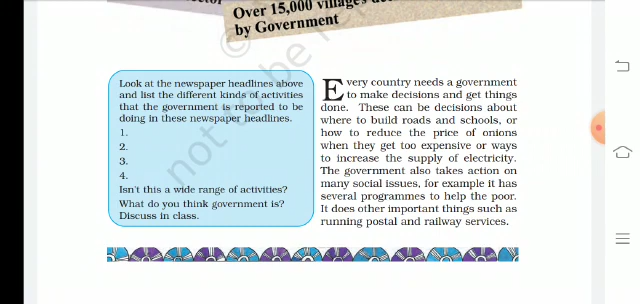 Over 15,000 villages
by Government
Look at the newspaper headlines above
and list the different kinds of activities
that the government is reported to be
doing in these newspaper headlines.
1.
2.
3.
4.
Isn't this a wide range of activities?
What do you think government is?
Discuss in class.
Every country needs a government
to make decisions and get things
done. These can be decisions about
where to build roads and schools, or
how to reduce the price of onions
when they get too expensive or ways
to increase the supply of electricity.
The government also takes action on
many social issues, for example it has
several programmes to help the poor.
It does other important things such as
running postal and railway services.
© not to be